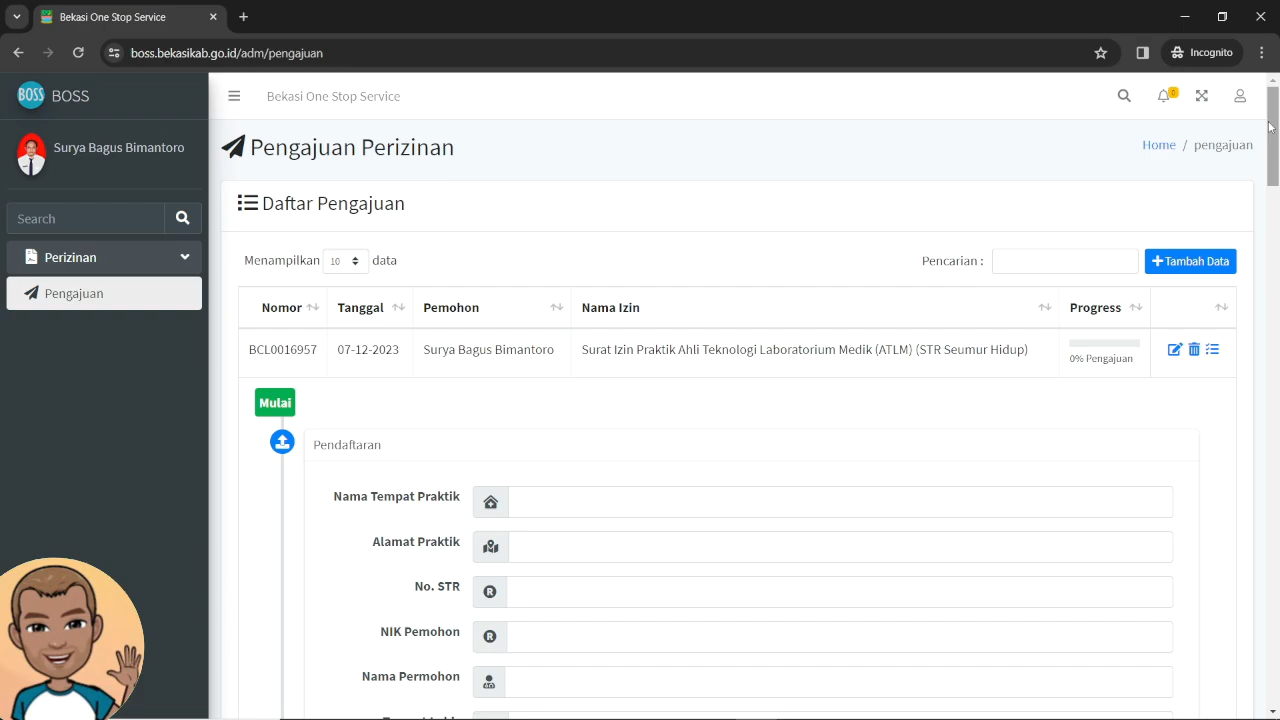 Bekasi One Stop Service
boss.bekasikab.go.id/adm/pengajuan
Incognito
BOSS BOSS
Bekasi One Stop Service
0
Surya Bagus Bimantoro
Pengajuan Perizinan
Home / pengajuan
Search
Daftar Pengajuan
Perizinan
Menampilkan 10 data
Pencarian :
Tambah Data
Pengajuan
Nomor Tanggal Pemohon Nama Izin Progress
BCL0016957 07-12-2023 Surya Bagus Bimantoro Surat Izin Praktik Ahli Teknologi Laboratorium Medik (ATLM) (STR Seumur Hidup)
0% Pengajuan
Mulai
Pendaftaran
Nama Tempat Praktik
Alamat Praktik
No. STR
R
NIK Pemohon
R
Nama Permohon